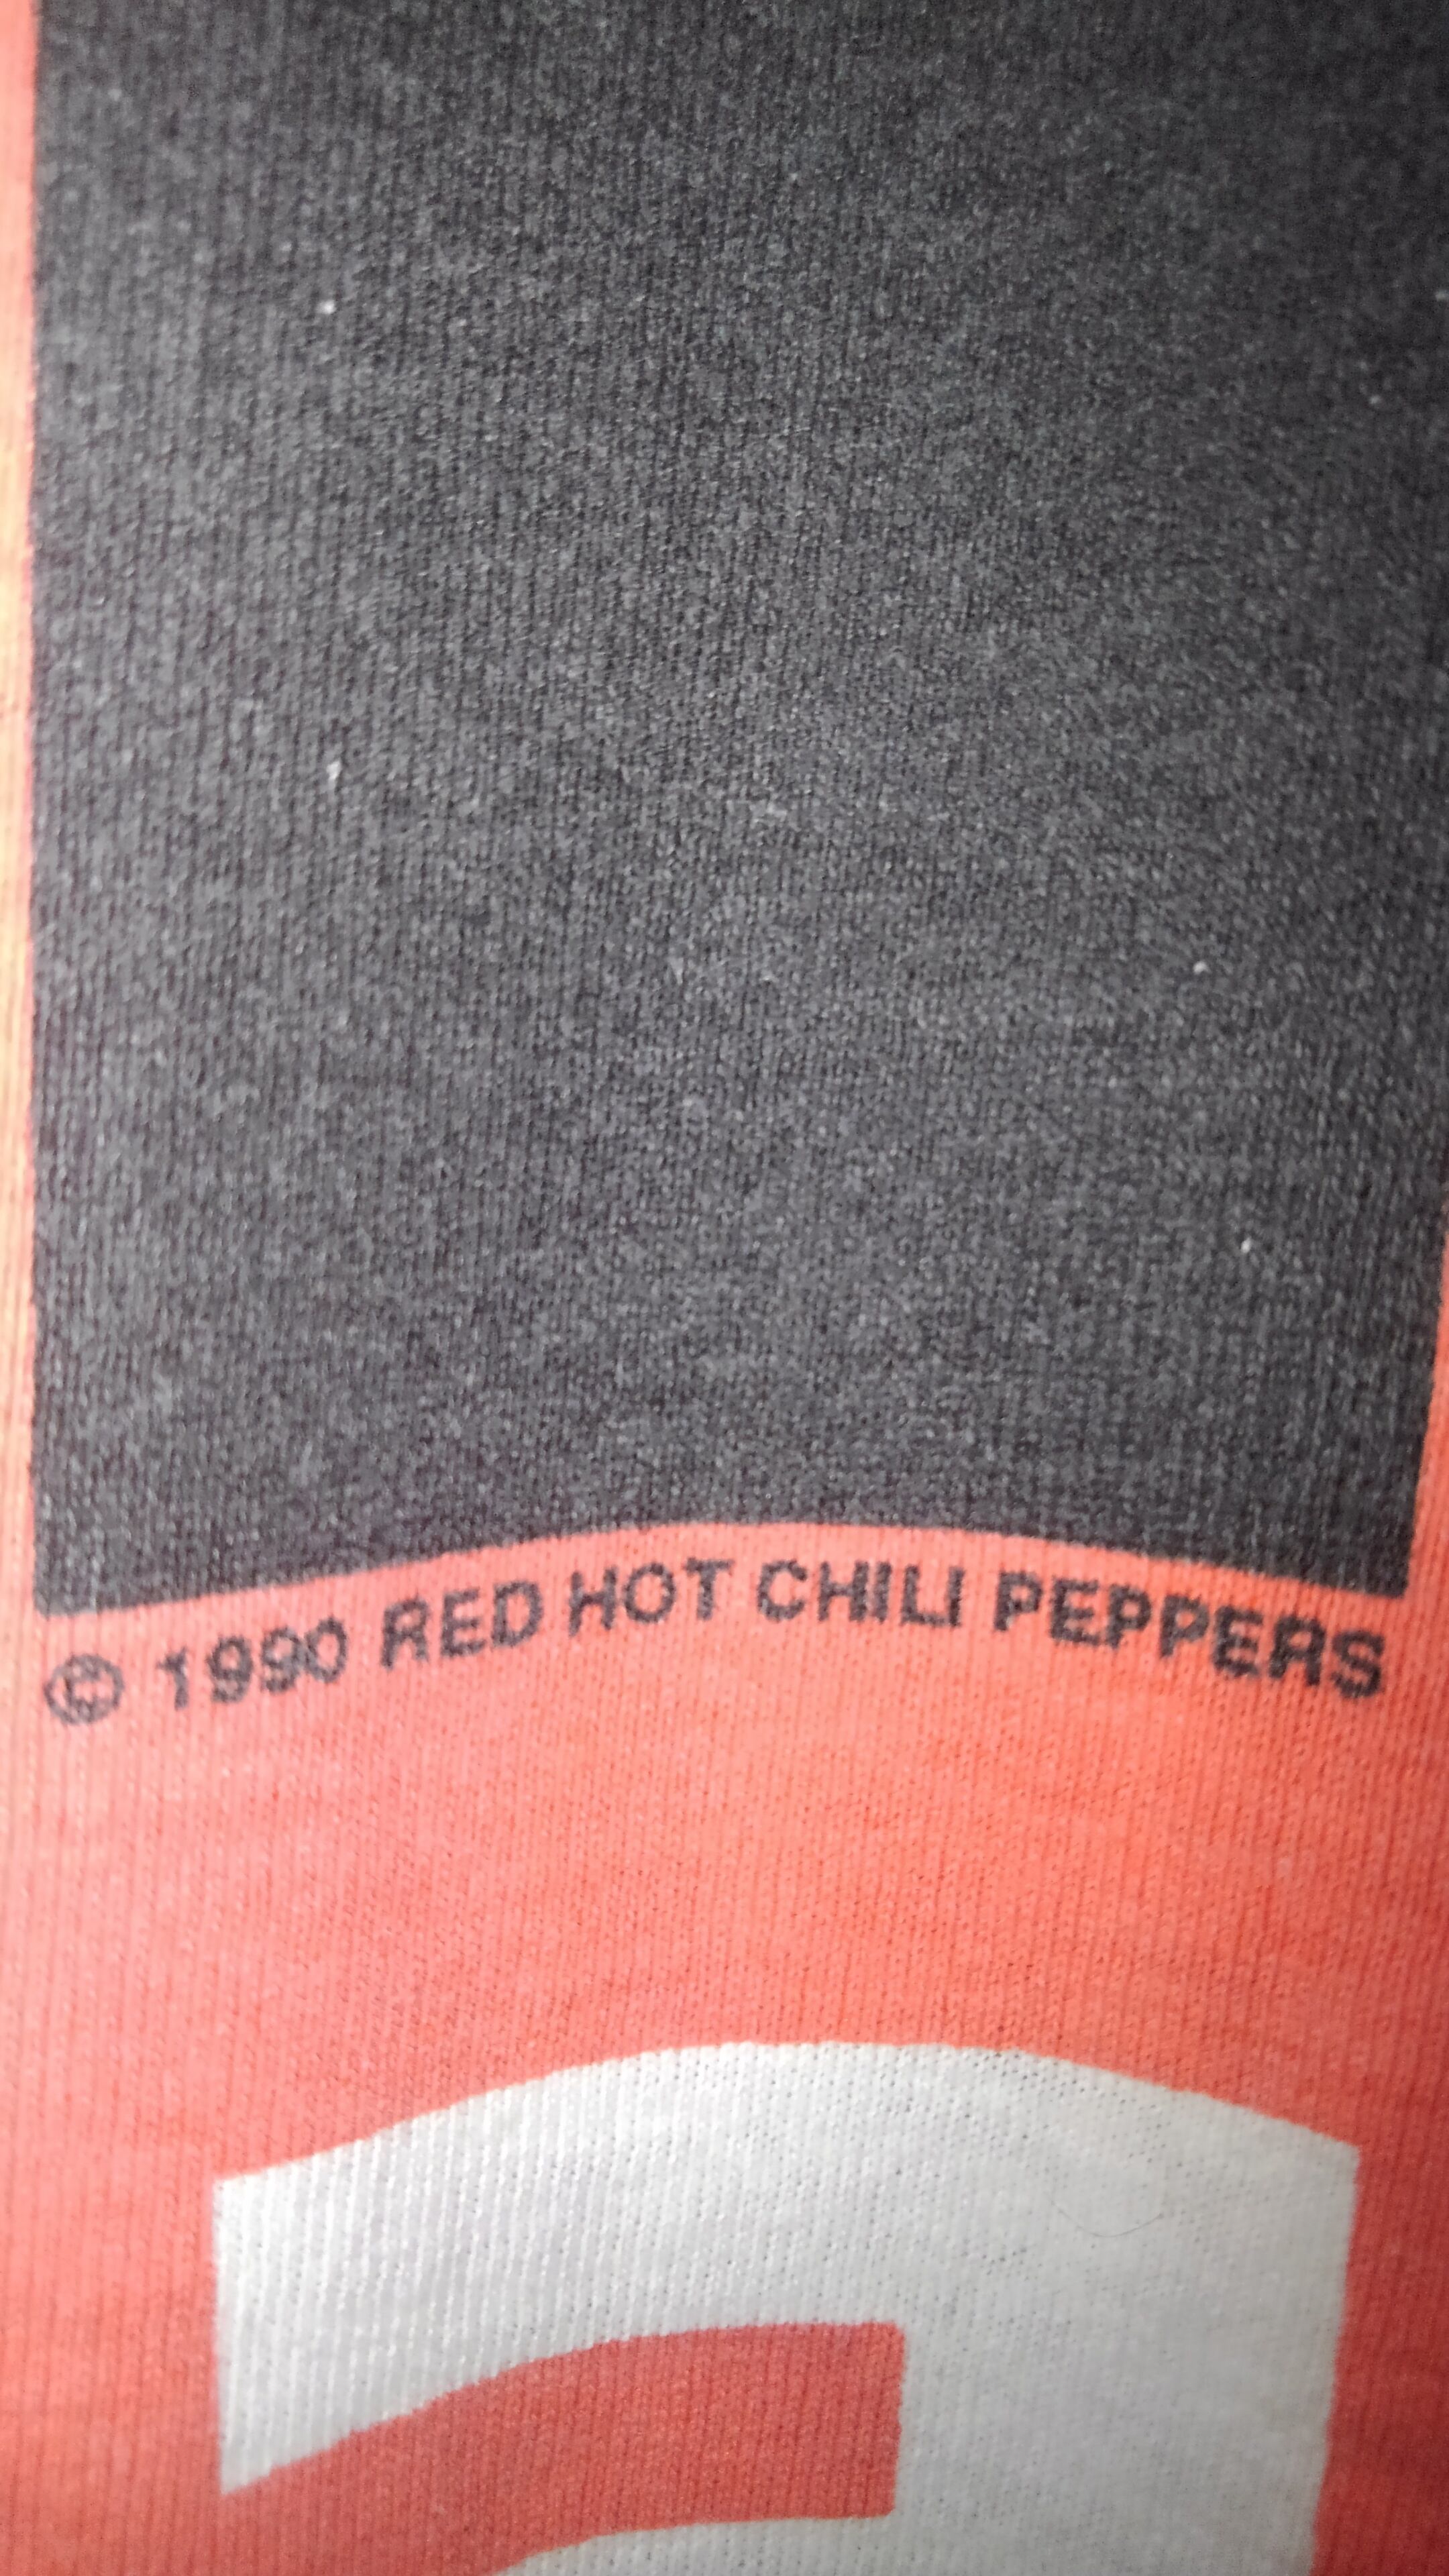 © 1990 RED HOT CHILI PEPPERS